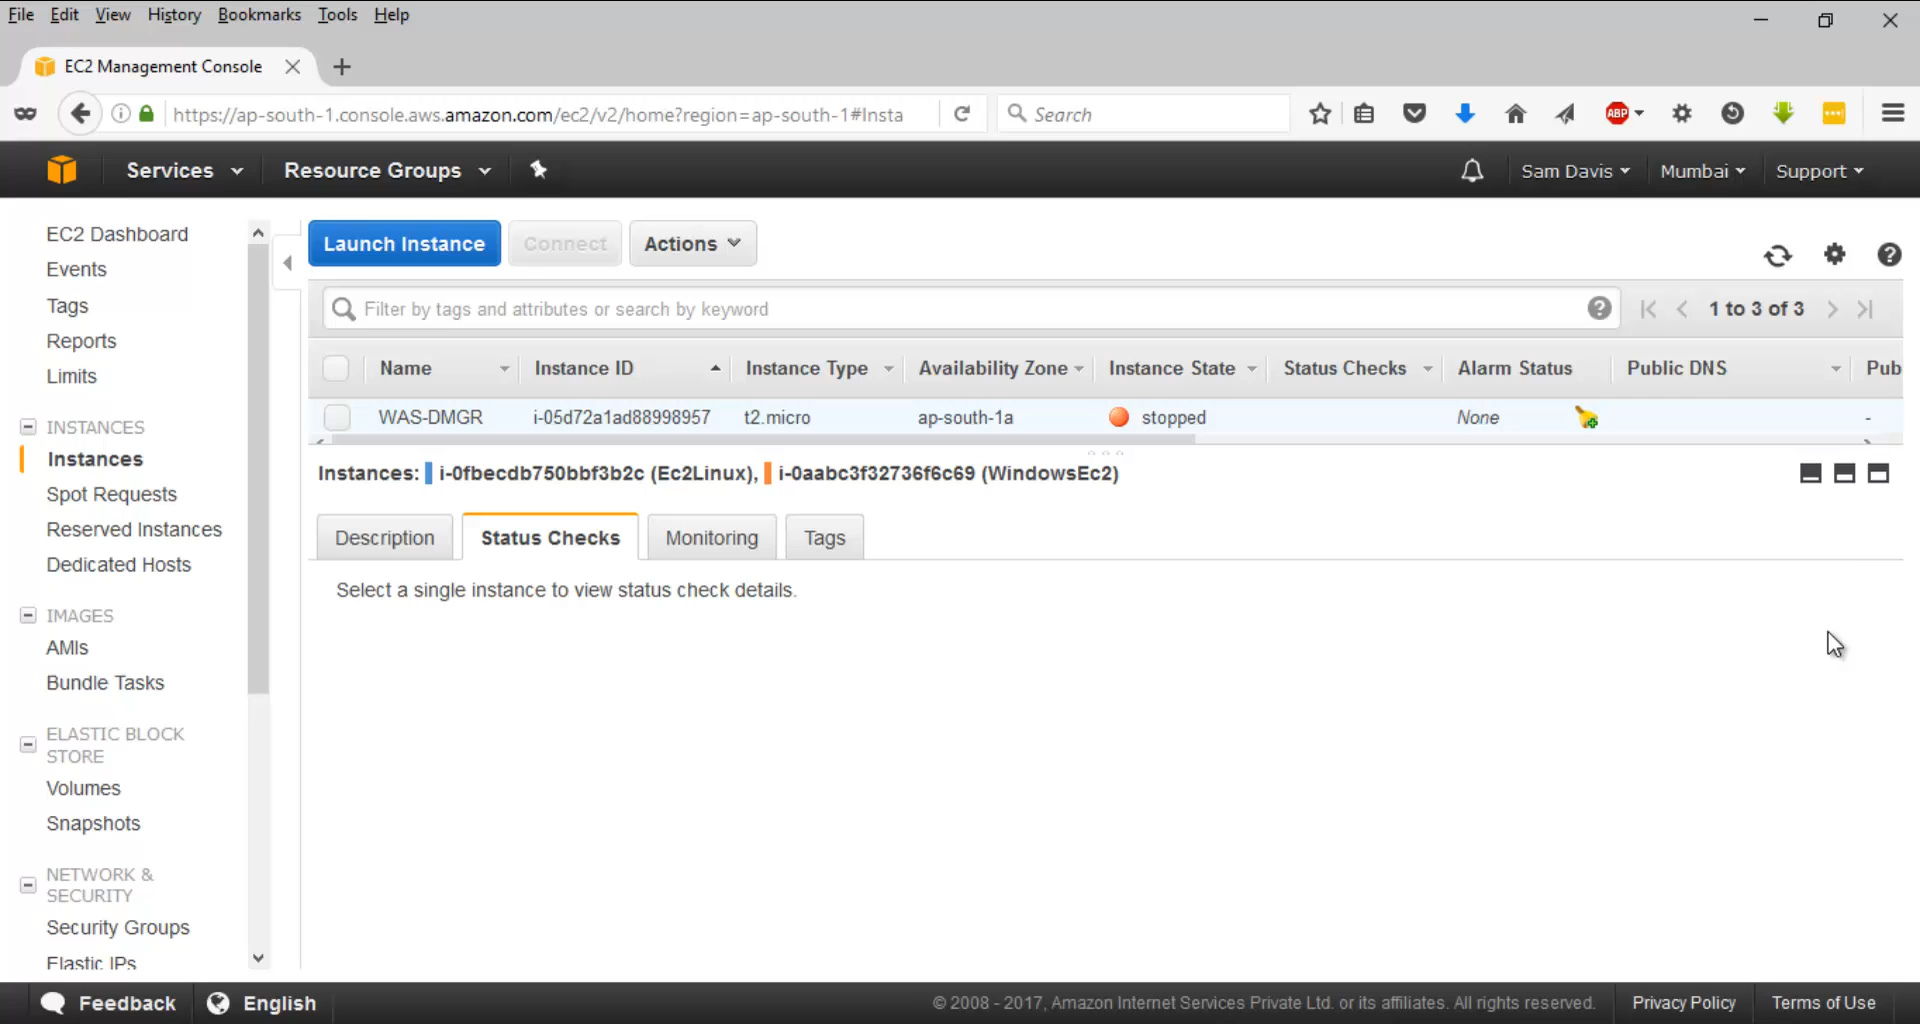 File Edit View History Bookmarks Tools Help
EC2 Management Console
https://ap-south-1.console.aws.amazon.com/ec2/v2/home?region=ap-south-1#Insta
Search
ABP
Services
Resource Groups
Sam Davis
Mumbai
Support
EC2 Dashboard
Events
Tags
Reports
Limits
INSTANCES
Instances
Spot Requests
Reserved Instances
Dedicated Hosts
IMAGES
AMIs
Bundle Tasks
ELASTIC BLOCK
STORE
Volumes
Snapshots
NETWORK &
SECURITY
Security Groups
Elastic IPs
Launch Instance
Connect
Actions
Filter by tags and attributes or search by keyword
1 to 3 of 3
Name Instance ID Instance Type Availability Zone Instance State Status Checks Alarm Status Public DNS Pub
WAS-DMGR i-05d72a1ad88998957 t2.micro ap-south-1a stopped None -
Instances: i-0fbecdb750bbf3b2c (Ec2Linux), i-0aabc3f32736f6c69 (WindowsEc2)
Description Status Checks Monitoring Tags
Select a single instance to view status check details.
Feedback
English
© 2008 - 2017, Amazon Internet Services Private Ltd. or its affiliates. All rights reserved.
Privacy Policy
Terms of Use